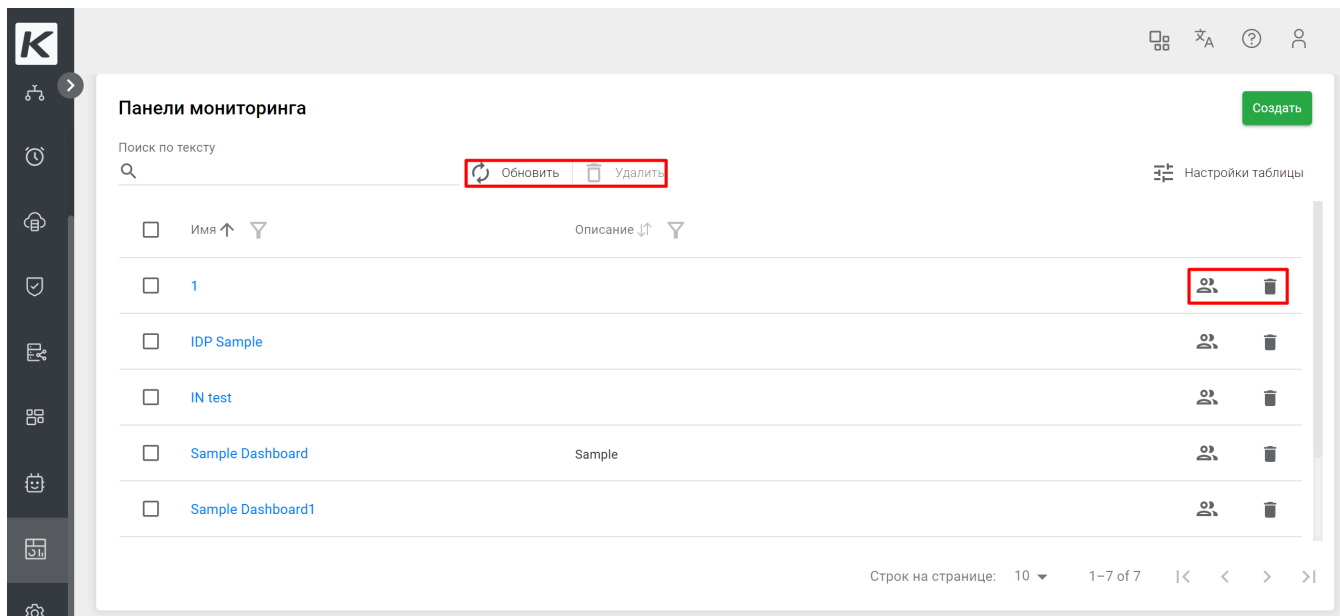 K
Панели мониторинга
Создать
Поиск по тексту
Обновить Удалить Настройки таблицы
Имя Описание
1
IDP Sample
IN test
Sample Dashboard Sample
Sample Dashboard1
Строк на странице: 10 1–7 of 7